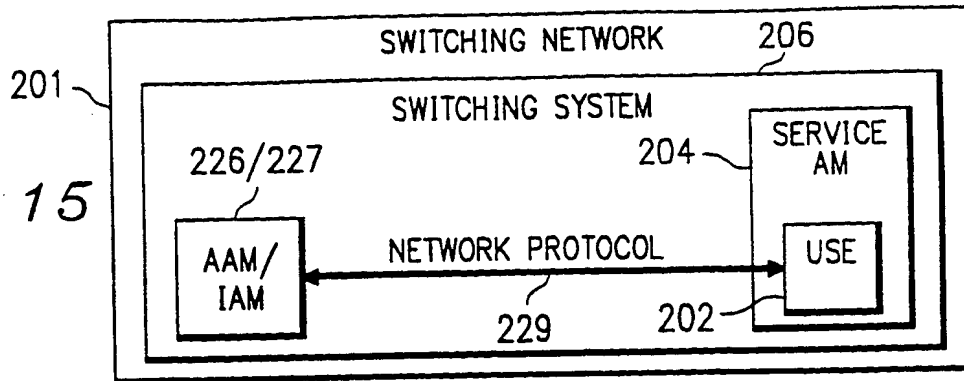 SWITCHING NETWORK
206
201
SWITCHING SYSTEM
204
SERVICE
AM
226/227
15
AAM/
IAM
NETWORK PROTOCOL
USE
229
202